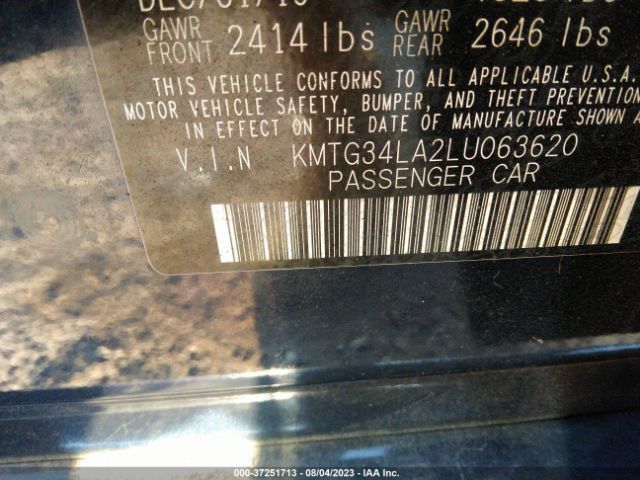 GAWR
FRONT 2414 lbs
GAWR
REAR 2646 lbs
THIS VEHICLE CONFORMS TO ALL APPLICABLE U.S.A.
MOTOR VEHICLE SAFETY, BUMPER, AND THEFT PREVENTION
IN EFFECT ON THE DATE OF MANUFACTURE SHOWN A
V.I.N KMTG34LA2LU063620
PASSENGER CAR
000-37251713 - 08/04/2023 - IAA Inc.